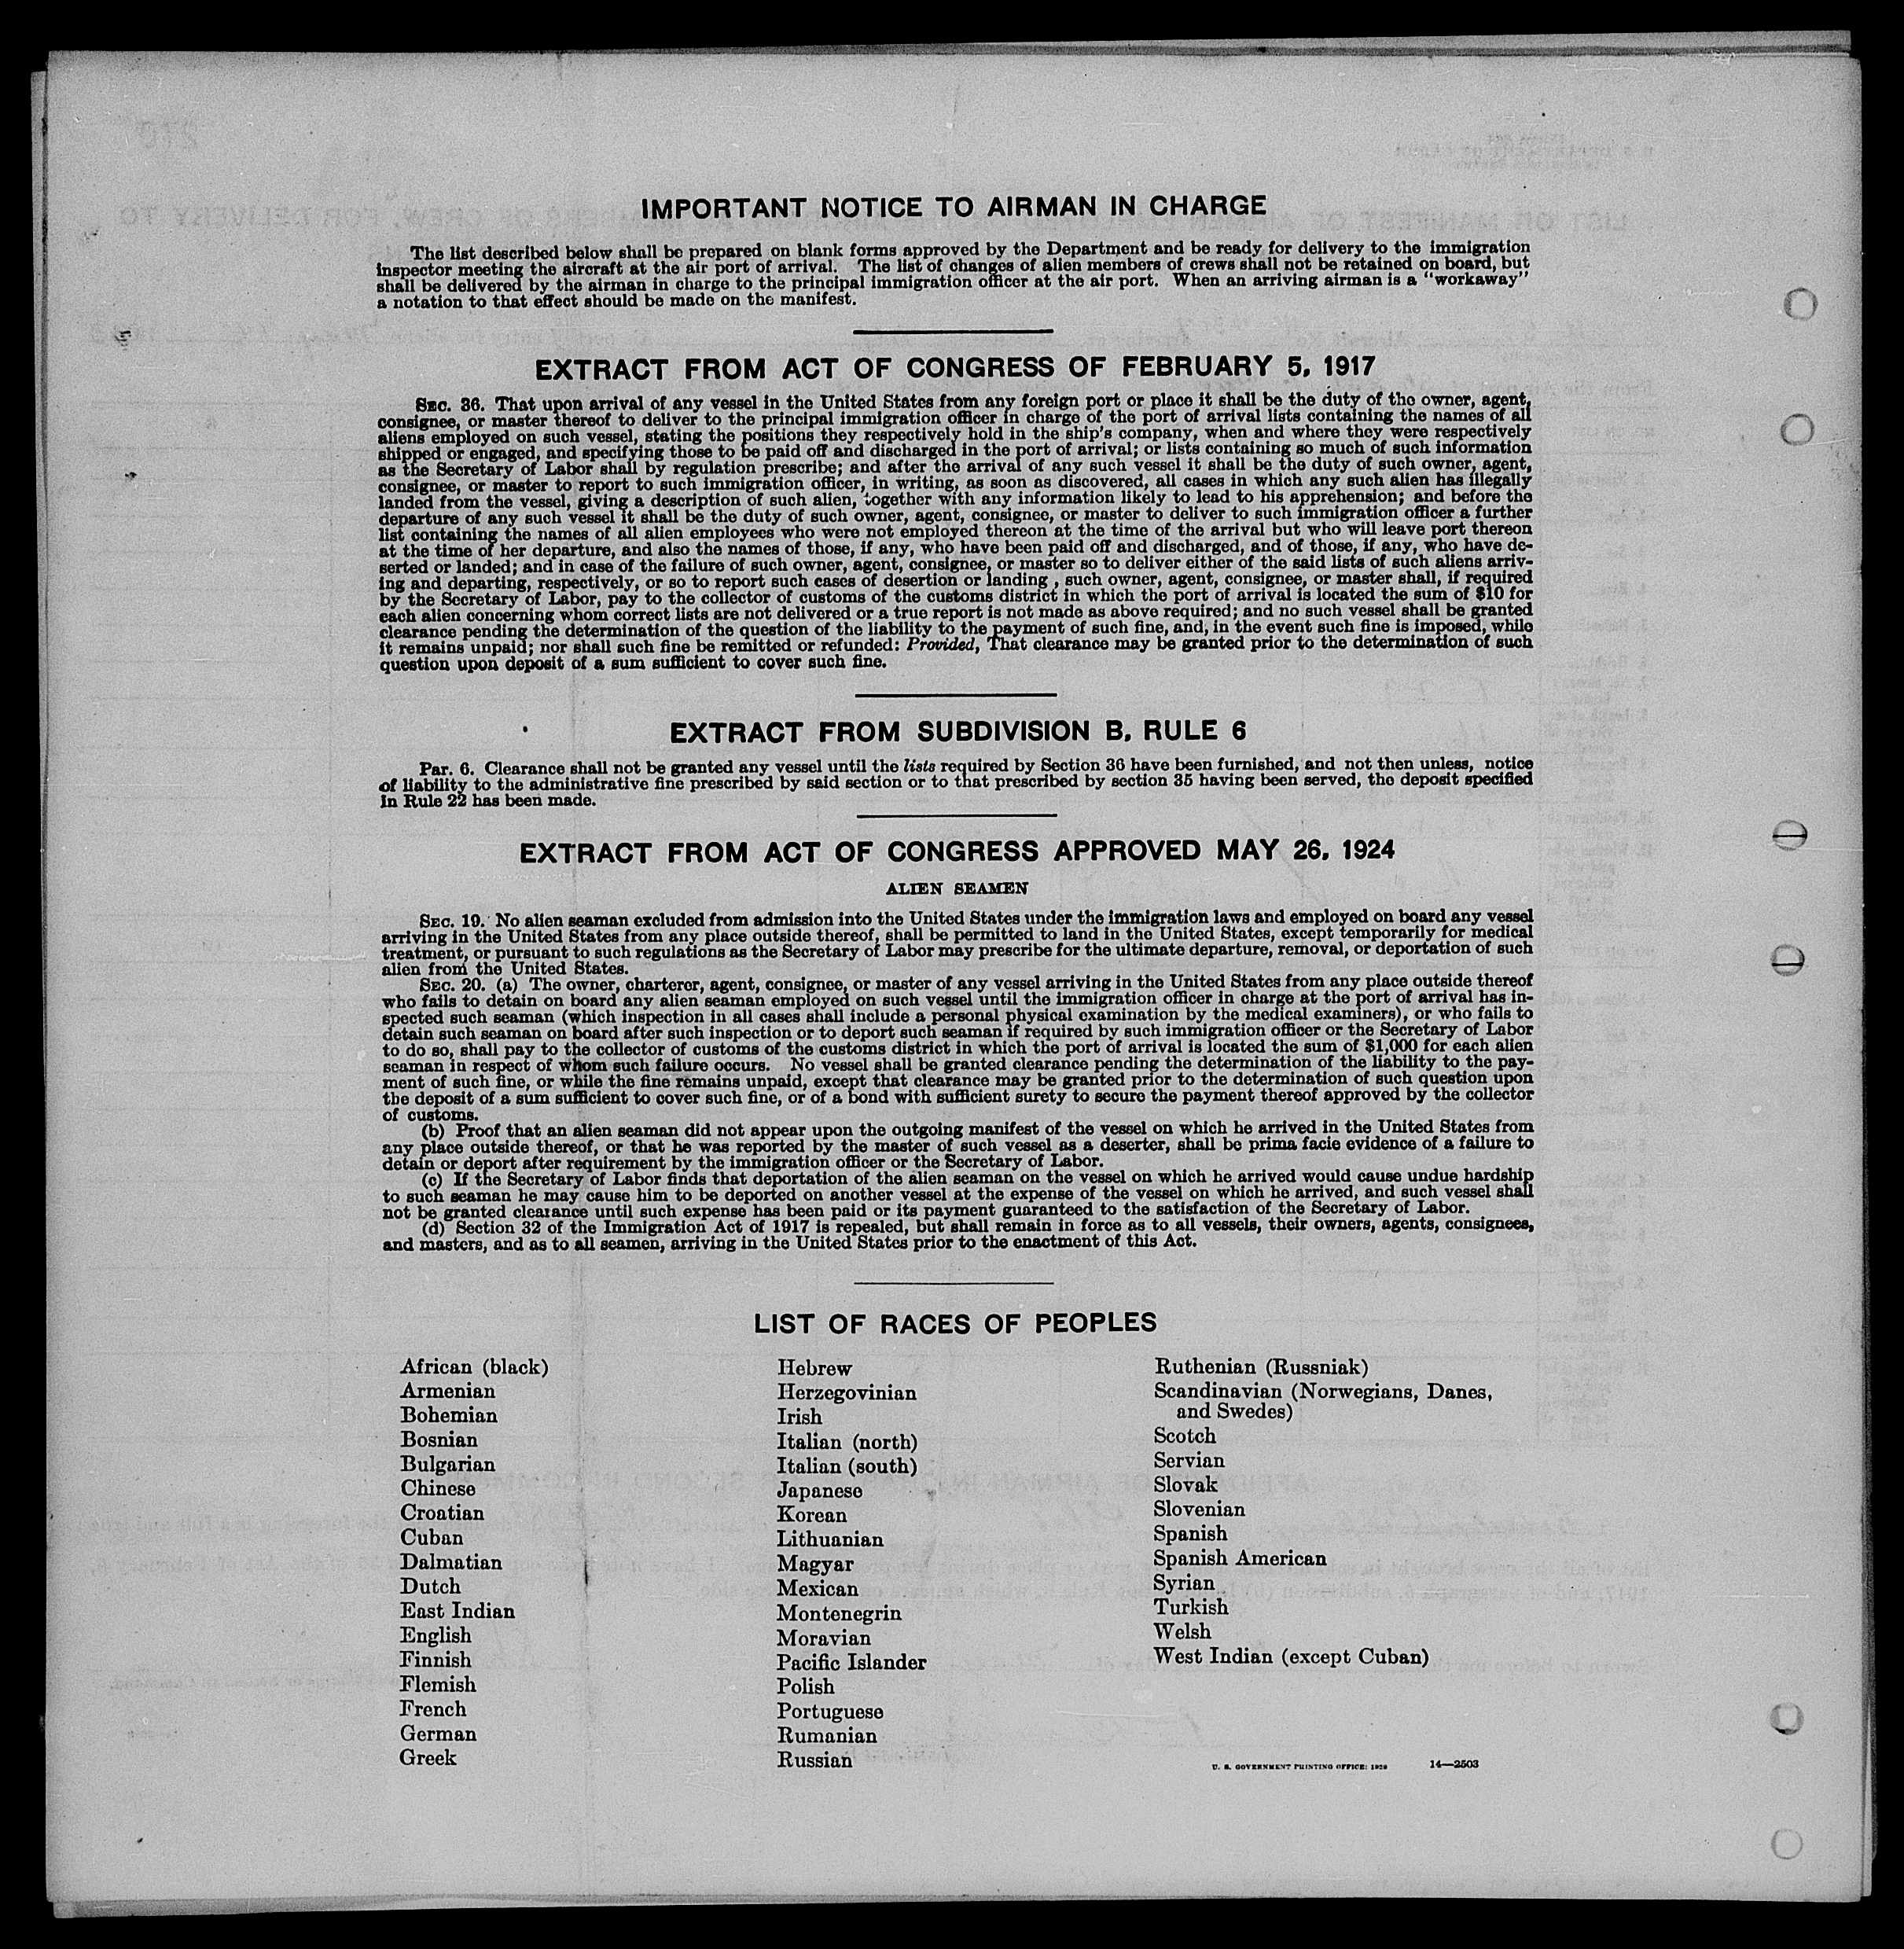 IMPORTANT NOTICE TO AIRMAN IN CHARGE
The list described below shall be prepared on blank forms approved by the Department and be ready for delivery to the immigration
inspector meeting the aircraft at the air port of arrival. The list of changes of alien members of crews shall not be retained on board, but
shall be delivered by the airman in charge to the principal immigration officer at the air port. When an arriving airman is a "workaway"
a notation to that effect should be made on the manifest.
EXTRACT FROM ACT OF CONGRESS OF FEBRUARY 5, 1917
SEC. 36. That upon arrival of any vessel in the United States from any foreign port or place it shall be the duty of the owner, agent,
consignee, or master thereof to deliver to the principal immigration officer in charge of the port of arrival lists containing the names of all
aliens employed on such vessel, stating the positions they respectively hold in the ship's company, when and where they were respectively
shipped or engaged, and specifying those to be paid off and discharged in the port of arrival; or lists containing so much of such information
as the Secretary of Labor shall by regulation prescribe; and after the arrival of any such vessel it shall be the duty of such owner, agent,
consignee, or master to report to such immigration officer, in writing, as soon as discovered, all cases in which any such alien has illegally
landed from the vessel, giving a description of such alien, together with any information likely to lead to his apprehension; and before the
departure of any such vessel it shall be the duty of such owner, agent, consignee, or master to deliver to such immigration officer a further
list containing the names of all alien employees who were not employed thereon at the time of the arrival but who will leave port thereon
at the time of her departure, and also the names of those, if any, who have been paid off and discharged, and of those, if any, who have de-
serted or landed; and in case of the failure of such owner, agent, consignee, or master so to deliver either of the said lists of such aliens arriv-
ing and departing, respectively, or so to report such cases of desertion or landing , such owner, agent, consignee, or master shall, if required
by the Secretary of Labor, pay to the collector of customs of the customs district in which the port of arrival is located the sum of $10 for
each alien concerning whom correct lists are not delivered or a true report is not made as above required; and no such vessel shall be granted
clearance pending the determination of the question of the liability to the payment of such fine, and, in the event such fine is imposed, while
it remains unpaid; nor shall such fine be remitted or refunded: Provided, That clearance may be granted prior to the determination of such
question upon deposit of a sum sufficient to cover such fine.
EXTRACT FROM SUBDIVISION B, RULE 6
Par. 6. Clearance shall not be granted any vessel until the lists required by Section 36 have been furnished, and not then unless, notice
of liability to the administrative fine prescribed by said section or to that prescribed by section 35 having been served, the deposit specified
in Rule 22 has been made.
EXTRACT FROM ACT OF CONGRESS APPROVED MAY 26, 1924
ALIEN SEAMEN
SEC. 19. No alien seaman excluded from admission into the United States under the immigration laws and employed on board any vessel
arriving in the United States from any place outside thereof, shall be permitted to land in the United States, except temporarily for medical
treatment, or pursuant to such regulations as the Secretary of Labor may prescribe for the ultimate departure, removal, or deportation of such
alien from the United States.
SEC. 20. (a) The owner, charterer, agent, consignee, or master of any vessel arriving in the United States from any place outside thereof
who fails to detain on board any alien seaman employed on such vessel until the immigration officer in charge at the port of arrival has in-
spected such seaman (which inspection in all cases shall include a personal physical examination by the medical examiners), or who fails to
detain such seaman on board after such inspection or to deport such seaman if required by such immigration officer or the Secretary of Labor
to do so, shall pay to the collector of customs of the customs district in which the port of arrival is located the sum of $1,000 for each alien
seaman in respect of whom such failure occurs. No vessel shall be granted clearance pending the determination of the liability to the pay-
ment of such fine, or while the fine remains unpaid, except that clearance may be granted prior to the determination of such question upon
the deposit of a sum sufficient to cover such fine, or of a bond with sufficient surety to secure the payment thereof approved by the collector
of customs.
(b) Proof that an alien seaman did not appear upon the outgoing manifest of the vessel on which he arrived in the United States from
any place outside thereof, or that he was reported by the master of such vessel as a deserter, shall be prima facie evidence of a failure to
detain or deport after requirement by the immigration officer or the Secretary of Labor.
(c) If the Secretary of Labor finds that deportation of the alien seaman on the vessel on which he arrived would cause undue hardship
to such seaman he may cause him to be deported on another vessel at the expense of the vessel on which he arrived, and such vessel shall
not be granted clearance until such expense has been paid or its payment guaranteed to the satisfaction of the Secretary of Labor.
(d) Section 32 of the Immigration Act of 1917 is repealed, but shall remain in force as to all vessels, their owners, agents, consignees,
and masters, and as to all seamen, arriving in the United States prior to the enactment of this Act.
LIST OF RACES OF PEOPLES
African (black)
Armenian
Bohemian
Bosnian
Bulgarian
Chinese
Croatian
Cuban
Dalmatian
Dutch
East Indian
English
Finnish
Flemish
French
German
Greek
Hebrew
Herzegovinian
Irish
Italian (north)
Italian (south)
Japanese
Korean
Lithuanian
Magyar
Mexican
Montenegrin
Moravian
Pacific Islander
Polish
Portuguese
Rumanian
Russian
Ruthenian (Russniak)
Scandinavian (Norwegians, Danes,
and Swedes)
Scotch
Servian
Slovak
Slovenian
Spanish
Spanish American
Syrian
Turkish
Welsh
West Indian (except Cuban)
U. S. GOVERNMENT PRINTING OFFICE: 1929 14—2503